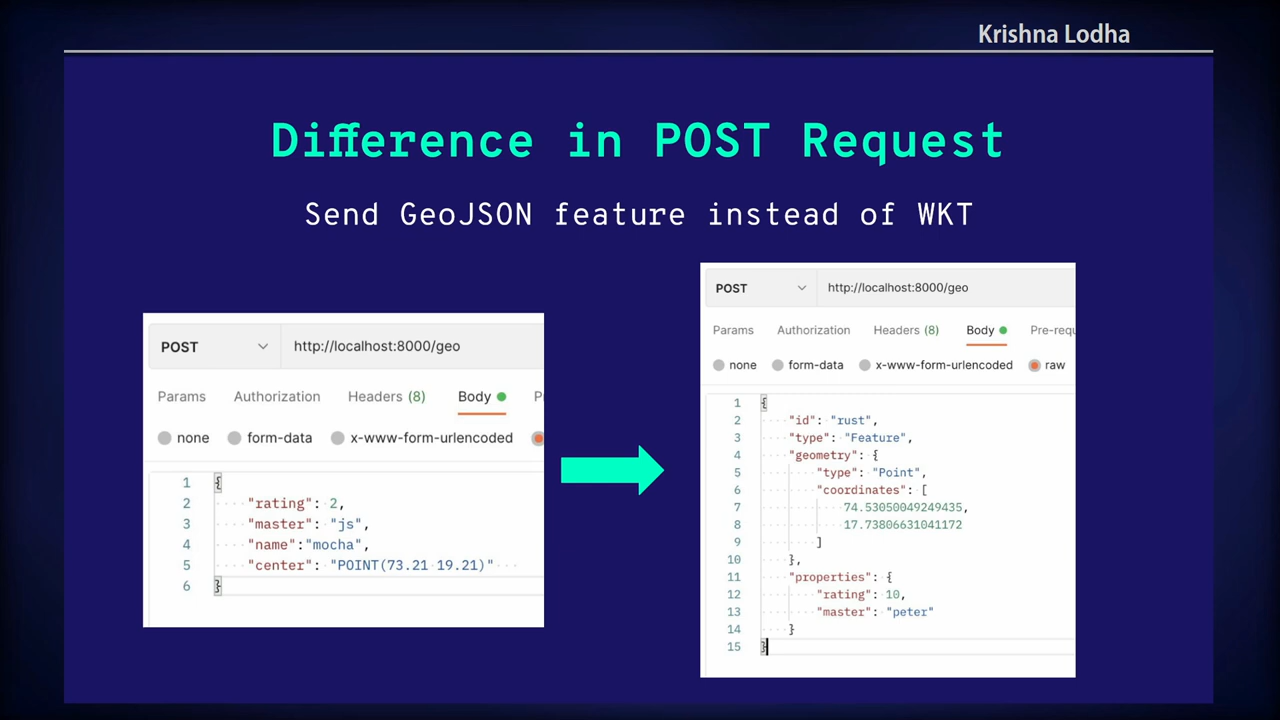 Krishna Lodha
Difference in POST Request
Send GeoJSON feature instead of WKT
POST http://localhost:8000/geo
Params Authorization Headers (8) Body
none form-data x-www-form-urlencoded
1 {
2 "rating": 2,
3 "master": "js",
4 "name":"mocha",
5 "center": "POINT(73.21 19.21)"
6 }
POST http://localhost:8000/geo
Params Authorization Headers (8) Body Pre-requ
none form-data x-www-form-urlencoded raw
1 {
2 "id": "rust",
3 "type": "Feature",
4 "geometry": {
5 "type": "Point",
6 "coordinates": [
7 74.53050049249435,
8 17.73806631041172
9 ]
10 },
11 "properties": {
12 "rating": 10,
13 "master": "peter"
14 }
15 }